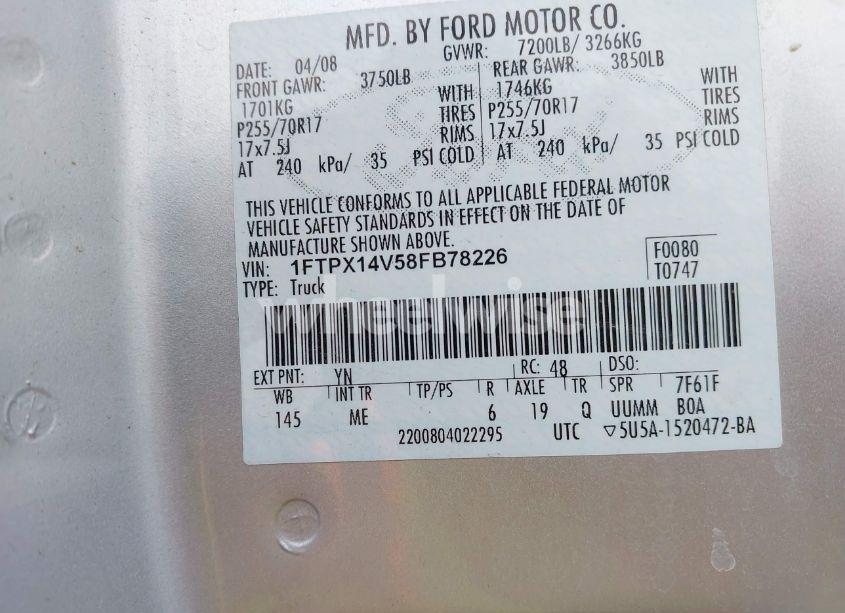 MFD. BY FORD MOTOR CO.
DATE: 04/08 GVWR: 7200LB/ 3266KG
FRONT GAWR: 3750LB REAR GAWR: 3850LB
1701KG WITH 1746KG WITH
P255/70R17 TIRES P255/70R17 TIRES
17x7.5J RIMS 17x7.5J RIMS
AT 240 kPa/ 35 PSI COLD AT 240 kPa/ 35 PSI COLD
THIS VEHICLE CONFORMS TO ALL APPLICABLE FEDERAL MOTOR
VEHICLE SAFETY STANDARDS IN EFFECT ON THE DATE OF
MANUFACTURE SHOWN ABOVE.
VIN: 1FTPX14V58FB78226 F0080
TYPE: Truck T0747
wheelwise
EXT PNT: YN RC: 48 DSO:
WB INT TR TP/PS R AXLE TR SPR 7F61F
145 ME 6 19 Q UUMM B0A
2200804022295 UTC ▽5U5A-1520472-BA